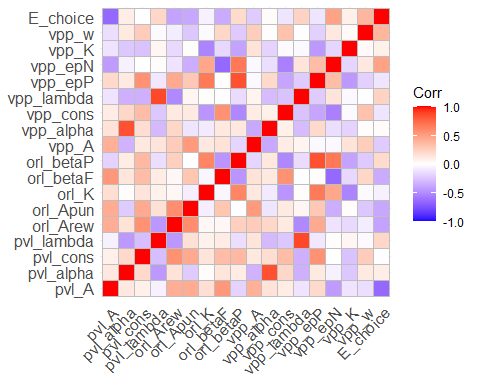 E_choice
vpp_w
vpp_K
vpp_epN
vpp_epP
vpp_lambda
vpp_cons
vpp_alpha
vpp_A
orl_betaP
orl_betaF
orl_K
orl_Apun
orl_Arew
pvl_lambda
pvl_cons
pvl_alpha
pvl_A
Corr
1.0
0.5
0.0
-0.5
-1.0
pvl_A
pvl_alpha
pvl_cons
pvl_lambda
orl_Arew
orl_Apun
orl_K
orl_betaF
orl_betaP
vpp_A
vpp_alpha
vpp_cons
vpp_lambda
vpp_epP
vpp_epN
vpp_K
vpp_w
E_choice